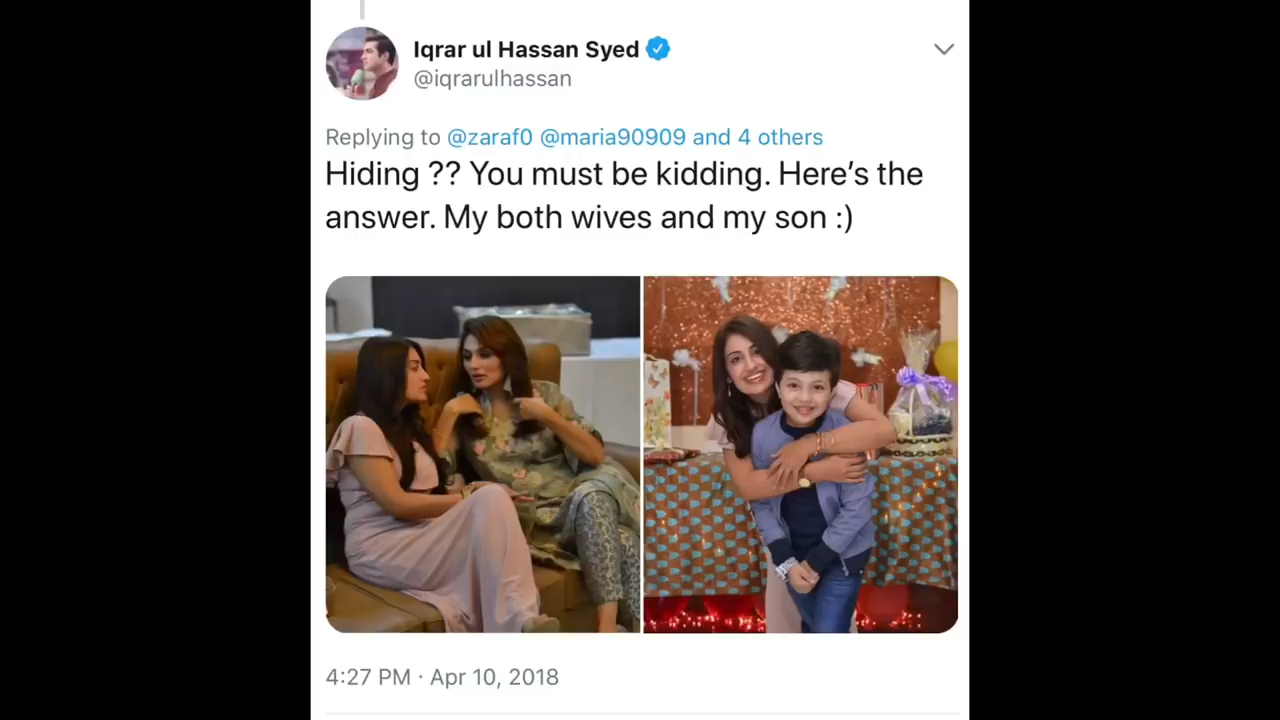 Iqrar ul Hassan Syed
@iqrarulhassan
Replying to @zaraf0 @maria90909 and 4 others
Hiding ?? You must be kidding. Here’s the
answer. My both wives and my son :)
4:27 PM · Apr 10, 2018